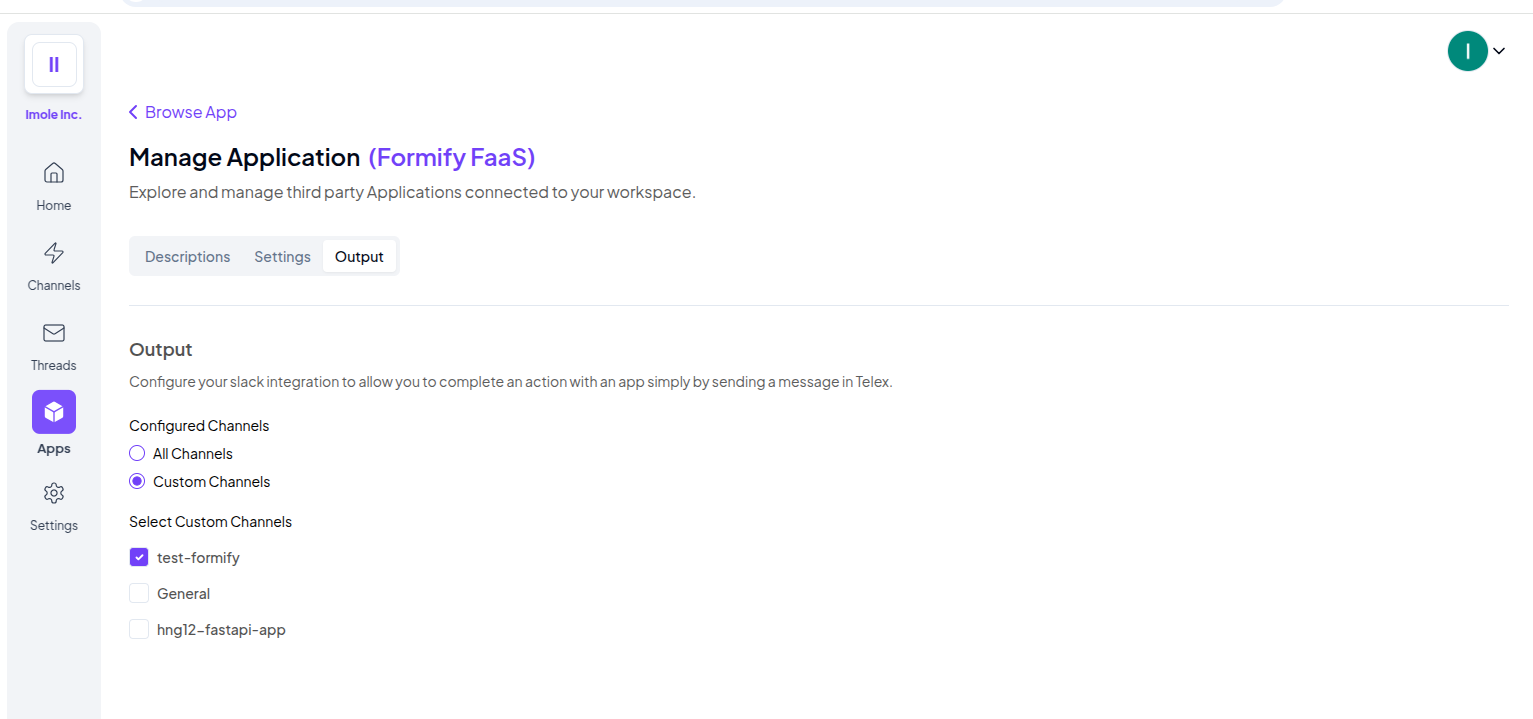 II
Imole Inc.
Home
Channels
Threads
Apps
Settings
I
Browse App
Manage Application (Formify FaaS)
Explore and manage third party Applications connected to your workspace.
Descriptions Settings Output
Output
Configure your slack integration to allow you to complete an action with an app simply by sending a message in Telex.
Configured Channels
All Channels
Custom Channels
Select Custom Channels
test-formify
General
hng12-fastapi-app